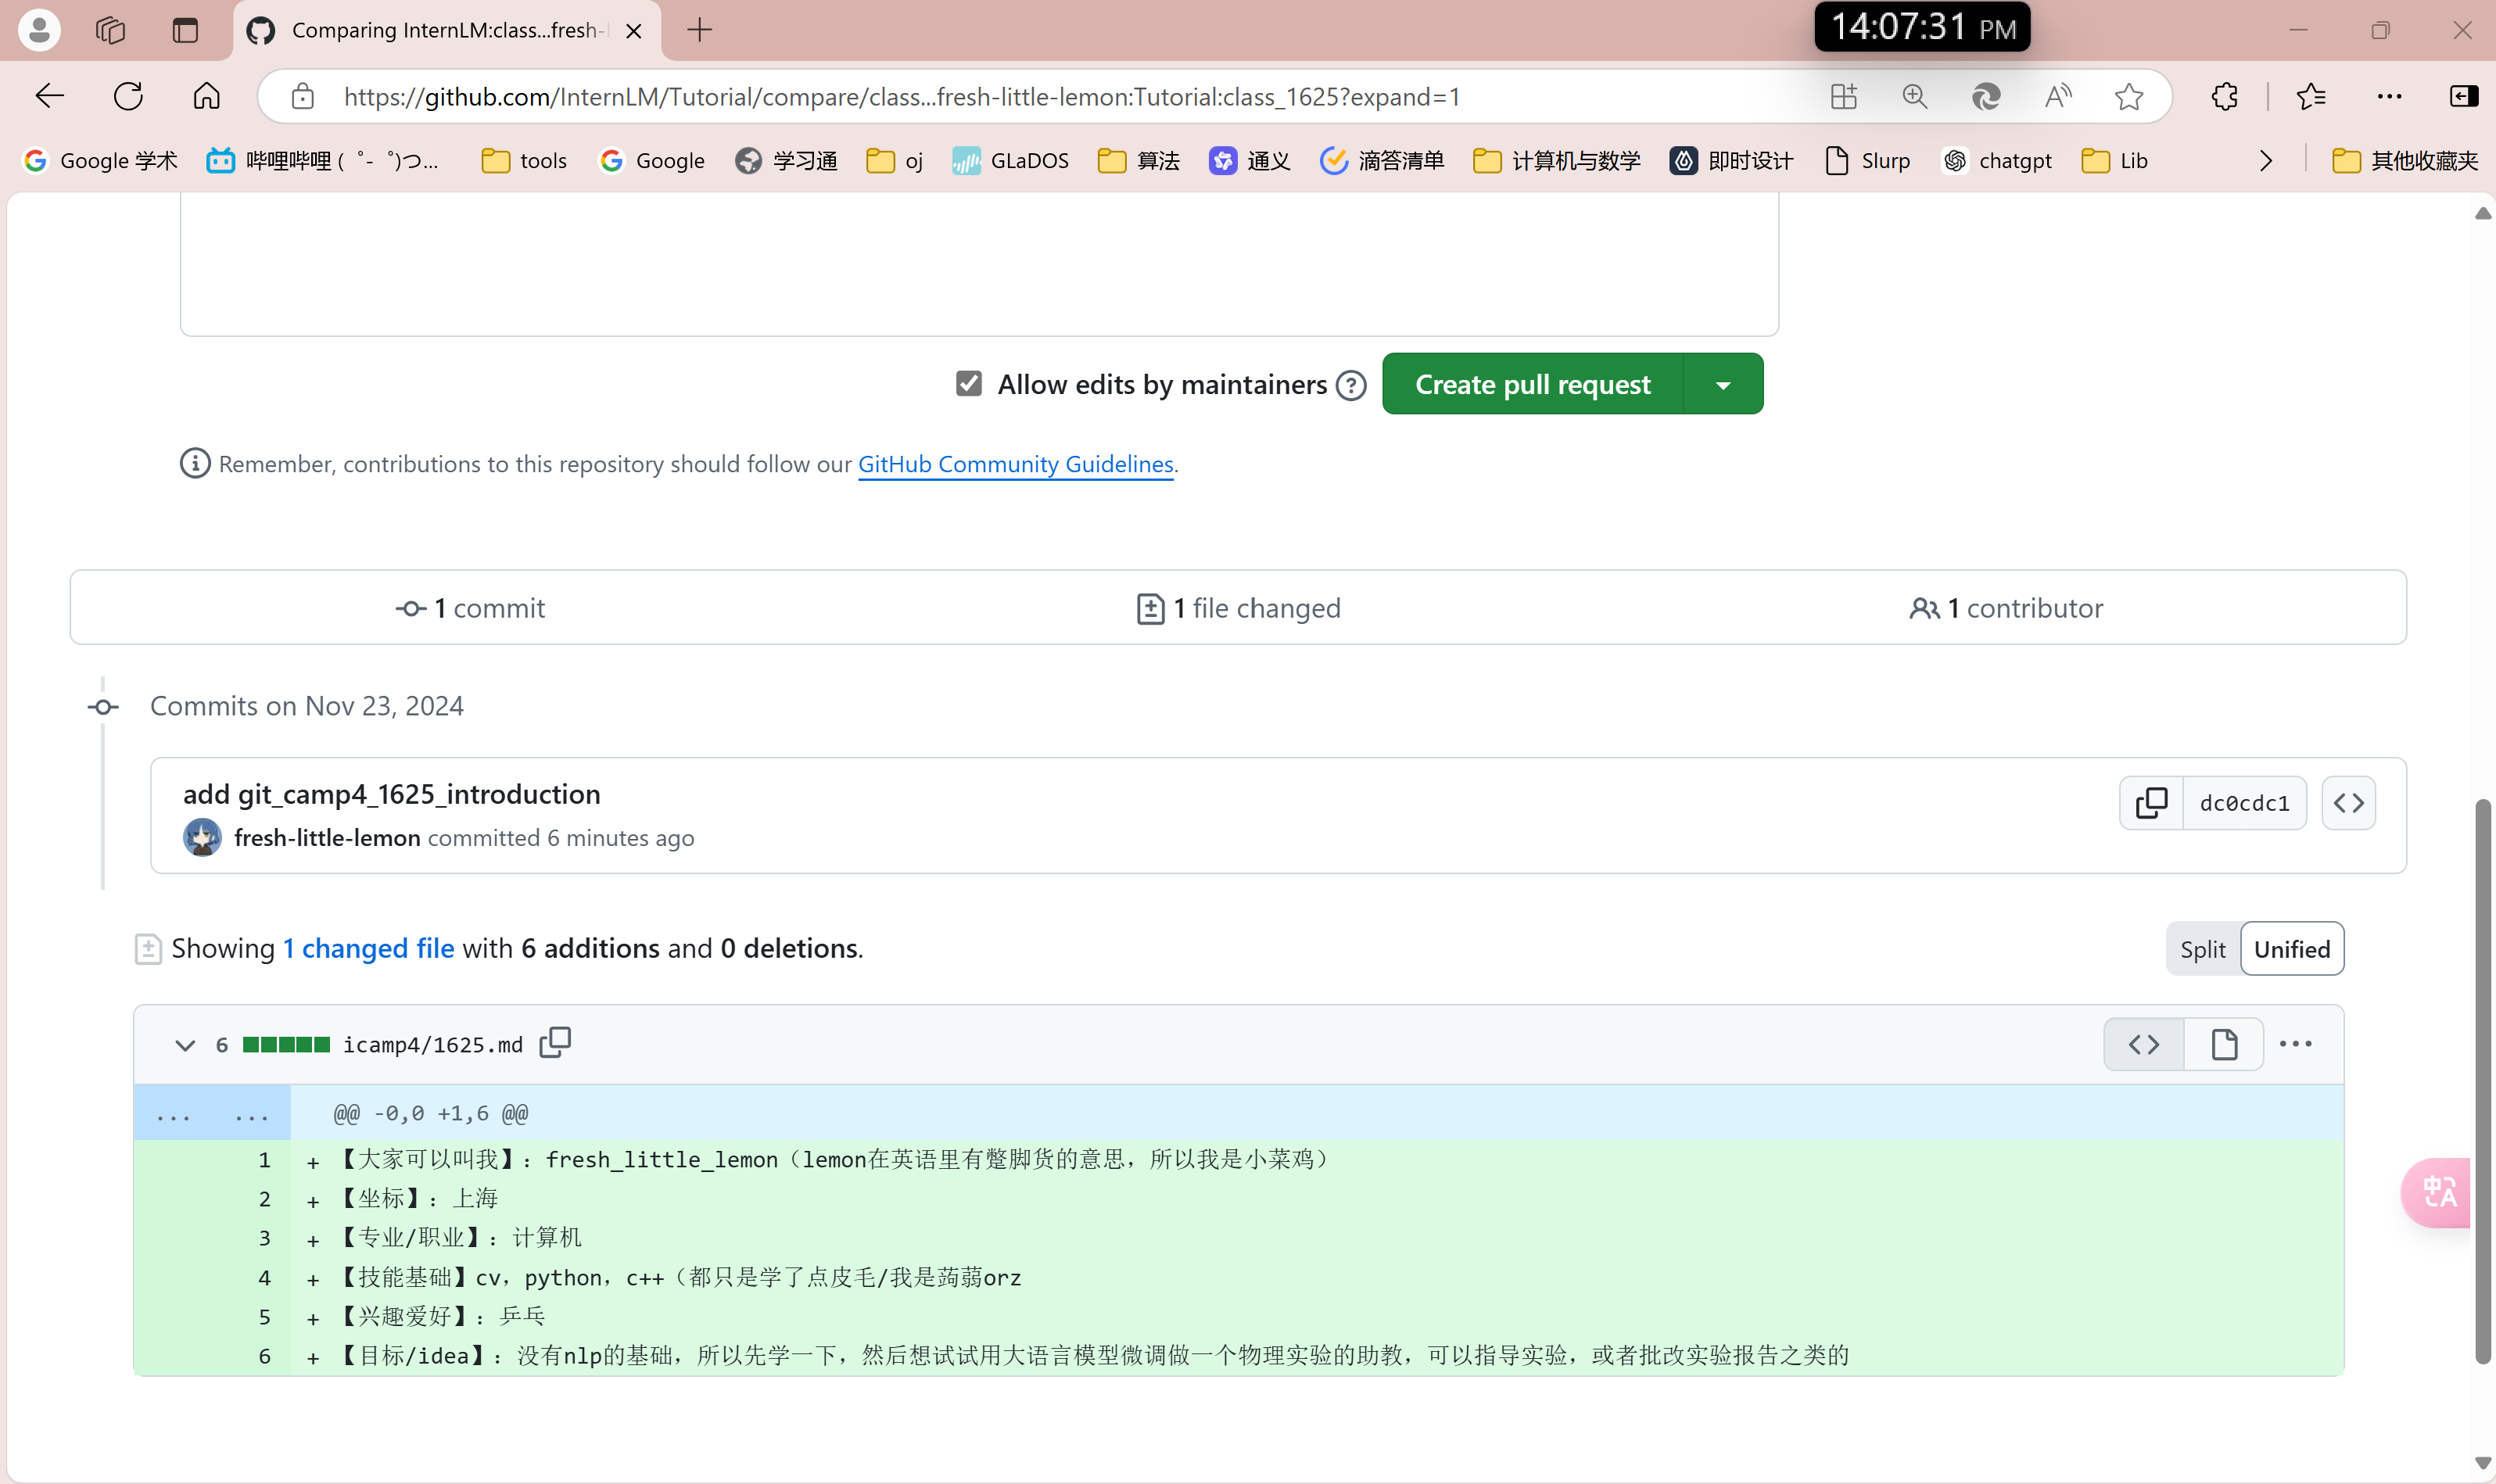 Comparing InternLM:class...fresh-
14:07:31 PM
https://github.com/InternLM/Tutorial/compare/class...fresh-little-lemon:Tutorial:class_1625?expand=1
Google 学术 哔哩哔哩 ( ゜- ゜)つ... tools Google 学习通 oj GLaDOS 算法 通义 滴答清单 计算机与数学 即时设计 Slurp chatgpt Lib 其他收藏夹
Allow edits by maintainers Create pull request
Remember, contributions to this repository should follow our GitHub Community Guidelines.
1 commit 1 file changed 1 contributor
Commits on Nov 23, 2024
add git_camp4_1625_introduction
dc0cdc1
fresh-little-lemon committed 6 minutes ago
Showing 1 changed file with 6 additions and 0 deletions.
Split Unified
6 icamp4/1625.md
... ... @@ -0,0 +1,6 @@
1 + 【大家可以叫我】：fresh_little_lemon（lemon在英语里有蹩脚货的意思，所以我是小菜鸡）
2 + 【坐标】：上海
3 + 【专业/职业】：计算机
4 + 【技能基础】cv，python，c++（都只是学了点皮毛/我是蒟蒻orz
5 + 【兴趣爱好】：乒乓
6 + 【目标/idea】：没有nlp的基础，所以先学一下，然后想试试用大语言模型微调做一个物理实验的助教，可以指导实验，或者批改实验报告之类的